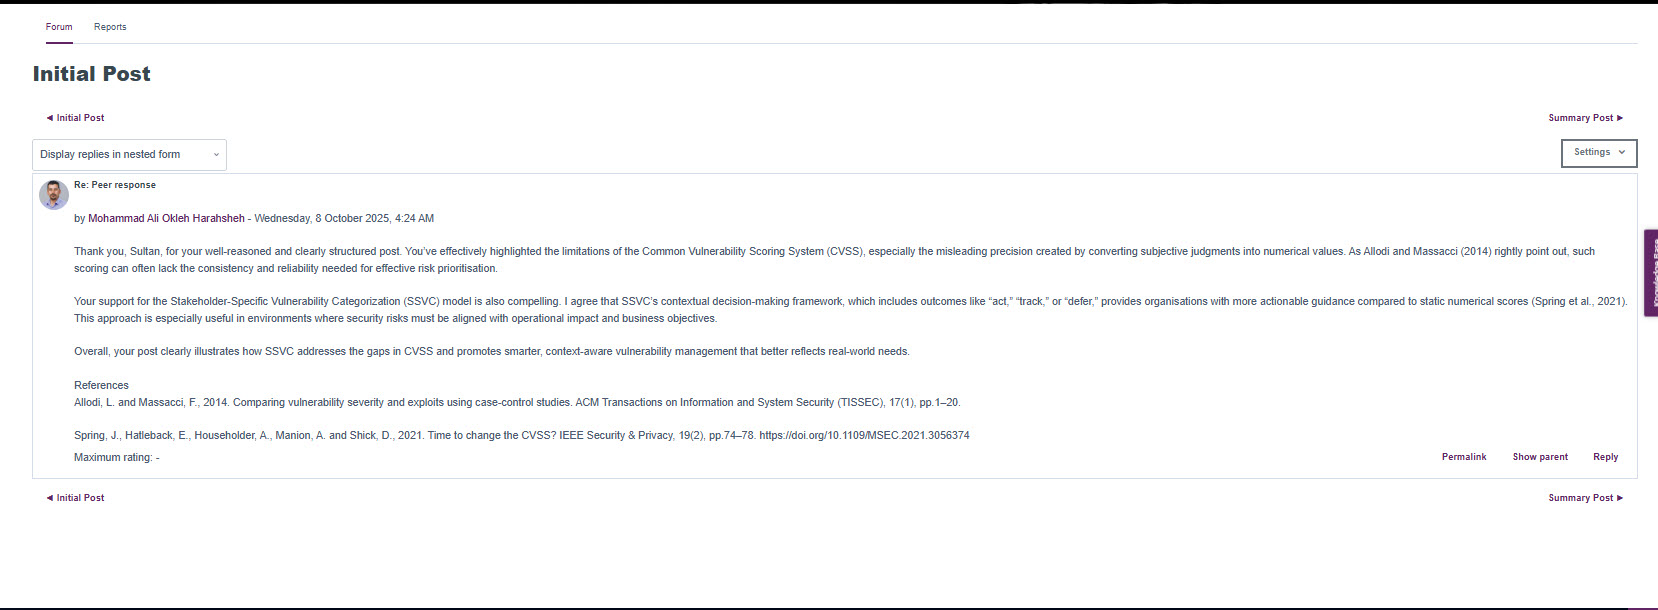 Forum Reports
Initial Post
◄ Initial Post
Summary Post ►
Display replies in nested form
Settings
Re: Peer response
by Mohammad Ali Okleh Harahsheh - Wednesday, 8 October 2025, 4:24 AM
Thank you, Sultan, for your well-reasoned and clearly structured post. You’ve effectively highlighted the limitations of the Common Vulnerability Scoring System (CVSS), especially the misleading precision created by converting subjective judgments into numerical values. As Allodi and Massacci (2014) rightly point out, such
scoring can often lack the consistency and reliability needed for effective risk prioritisation.
Your support for the Stakeholder-Specific Vulnerability Categorization (SSVC) model is also compelling. I agree that SSVC’s contextual decision-making framework, which includes outcomes like “act,” “track,” or “defer,” provides organisations with more actionable guidance compared to static numerical scores (Spring et al., 2021).
This approach is especially useful in environments where security risks must be aligned with operational impact and business objectives.
Overall, your post clearly illustrates how SSVC addresses the gaps in CVSS and promotes smarter, context-aware vulnerability management that better reflects real-world needs.
References
Allodi, L. and Massacci, F., 2014. Comparing vulnerability severity and exploits using case-control studies. ACM Transactions on Information and System Security (TISSEC), 17(1), pp.1–20.
Spring, J., Hatleback, E., Householder, A., Manion, A. and Shick, D., 2021. Time to change the CVSS? IEEE Security & Privacy, 19(2), pp.74–78. https://doi.org/10.1109/MSEC.2021.3056374
Maximum rating: -
Permalink Show parent Reply
◄ Initial Post
Summary Post ►